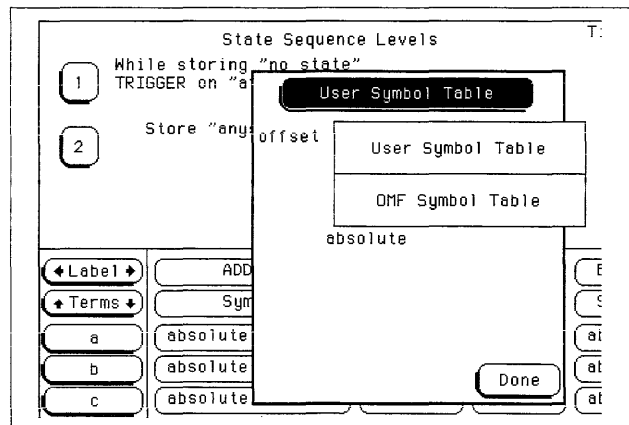 State Sequence Levels
While storing "no state"
1
TRIGGER on "a
User Symbol Table
Store "any
2
offset
User Symbol Table
OMF Symbol Table
absolute
Label
ADD
Terms
Sym
a
absolute
b
absolute
Done
c
absolute